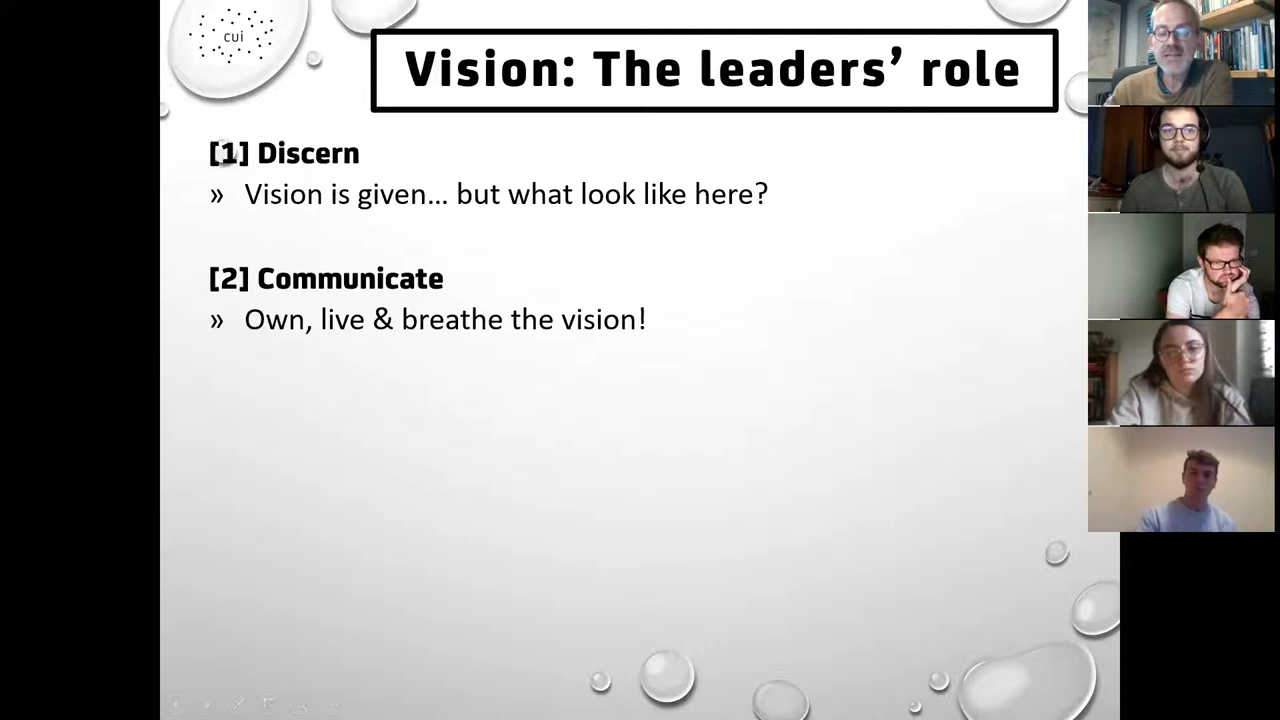 cui
Vision: The leaders’ role
[1] Discern
» Vision is given... but what look like here?
[2] Communicate
» Own, live & breathe the vision!